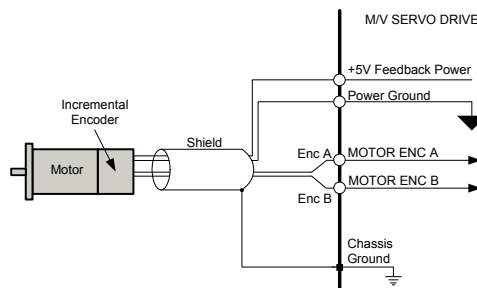 M/V SERVO DRIVE
+5V Feedback Power
Power Ground
Incremental
Encoder
Shield
Motor
Enc A
MOTOR ENC A
MOTOR ENC B
Enc B
Chassis
Ground